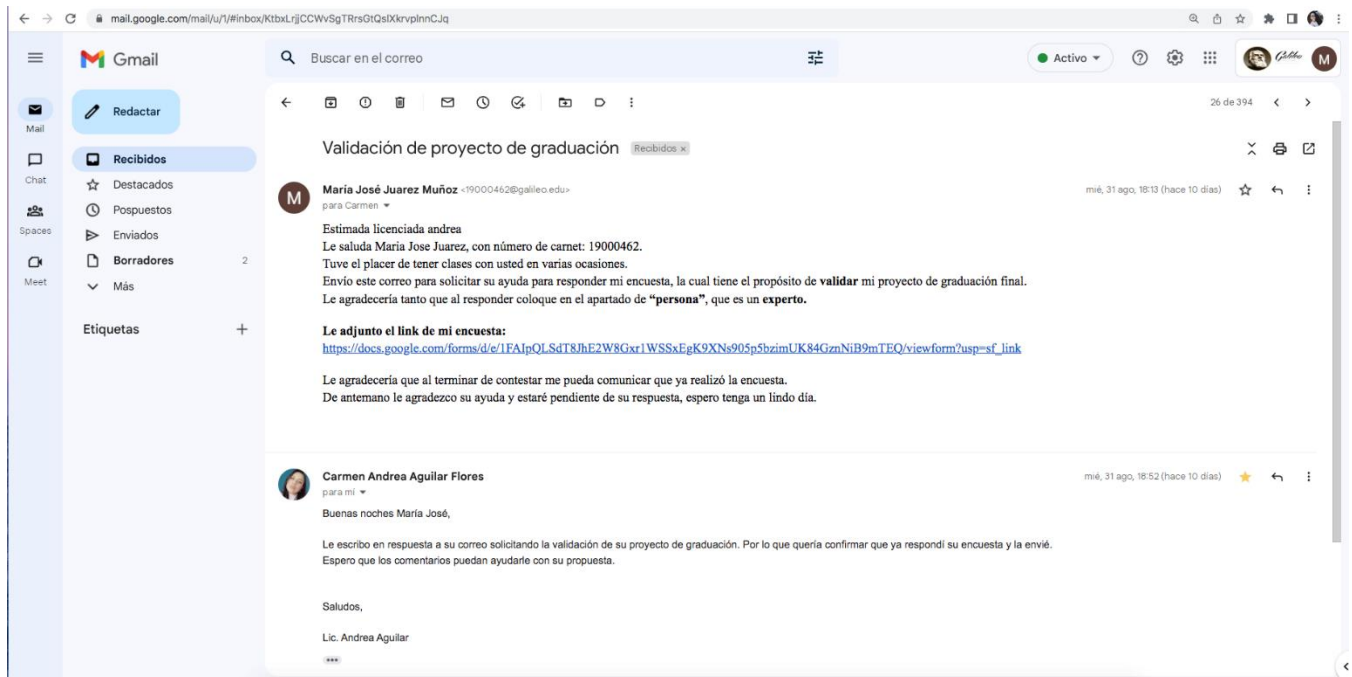 mail.google.com/mail/u/1/#inbox/KtbxLrjjCCWvSgTRrsGtQslXkrvplnnCJq
Gmail
Buscar en el correo
Activo
Galileo
M
Mail
Chat
Spaces
Meet
Redactar
Recibidos
Destacados
Pospuestos
Enviados
Borradores 2
Más
Etiquetas +
26 de 394
Validación de proyecto de graduación Recibidos x
M
María José Juarez Muñoz <19000462@galileo.edu> mié, 31 ago, 18:13 (hace 10 días)
para Carmen
Estimada licenciada andrea
Le saluda Maria Jose Juarez, con número de carnet: 19000462.
Tuve el placer de tener clases con usted en varias ocasiones.
Envío este correo para solicitar su ayuda para responder mi encuesta, la cual tiene el propósito de validar mi proyecto de graduación final.
Le agradecería tanto que al responder coloque en el apartado de “persona”, que es un experto.
Le adjunto el link de mi encuesta:
https://docs.google.com/forms/d/e/1FAIpQLSdT8JhE2W8Gxr1WSSxEgK9XNs905p5bzimUK84GznNiB9mTEQ/viewform?usp=sf_link
Le agradecería que al terminar de contestar me pueda comunicar que ya realizó la encuesta.
De antemano le agradezco su ayuda y estaré pendiente de su respuesta, espero tenga un lindo día.
Carmen Andrea Aguilar Flores mié, 31 ago, 18:52 (hace 10 días)
para mí
Buenas noches María José,
Le escribo en respuesta a su correo solicitando la validación de su proyecto de graduación. Por lo que quería confirmar que ya respondí su encuesta y la envié.
Espero que los comentarios puedan ayudarle con su propuesta.
Saludos,
Lic. Andrea Aguilar